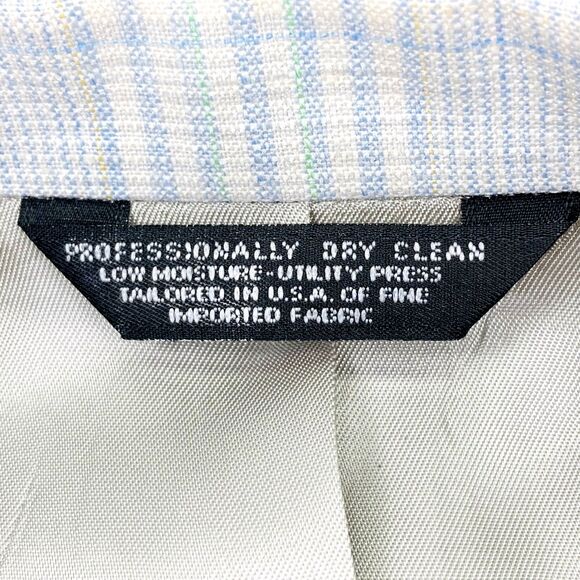 PROFESSIONALLY DRY CLEAN
LOW MOISTURE-UTILITY PRESS
TAILORED IN U.S.A. OF FINE
IMPORTED FABRIC